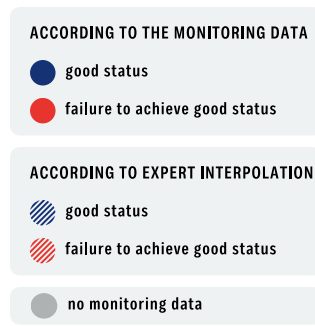 ACCORDING TO THE MONITORING DATA
good status
failure to achieve good status
ACCORDING TO EXPERT INTERPOLATION
good status
failure to achieve good status
no monitoring data